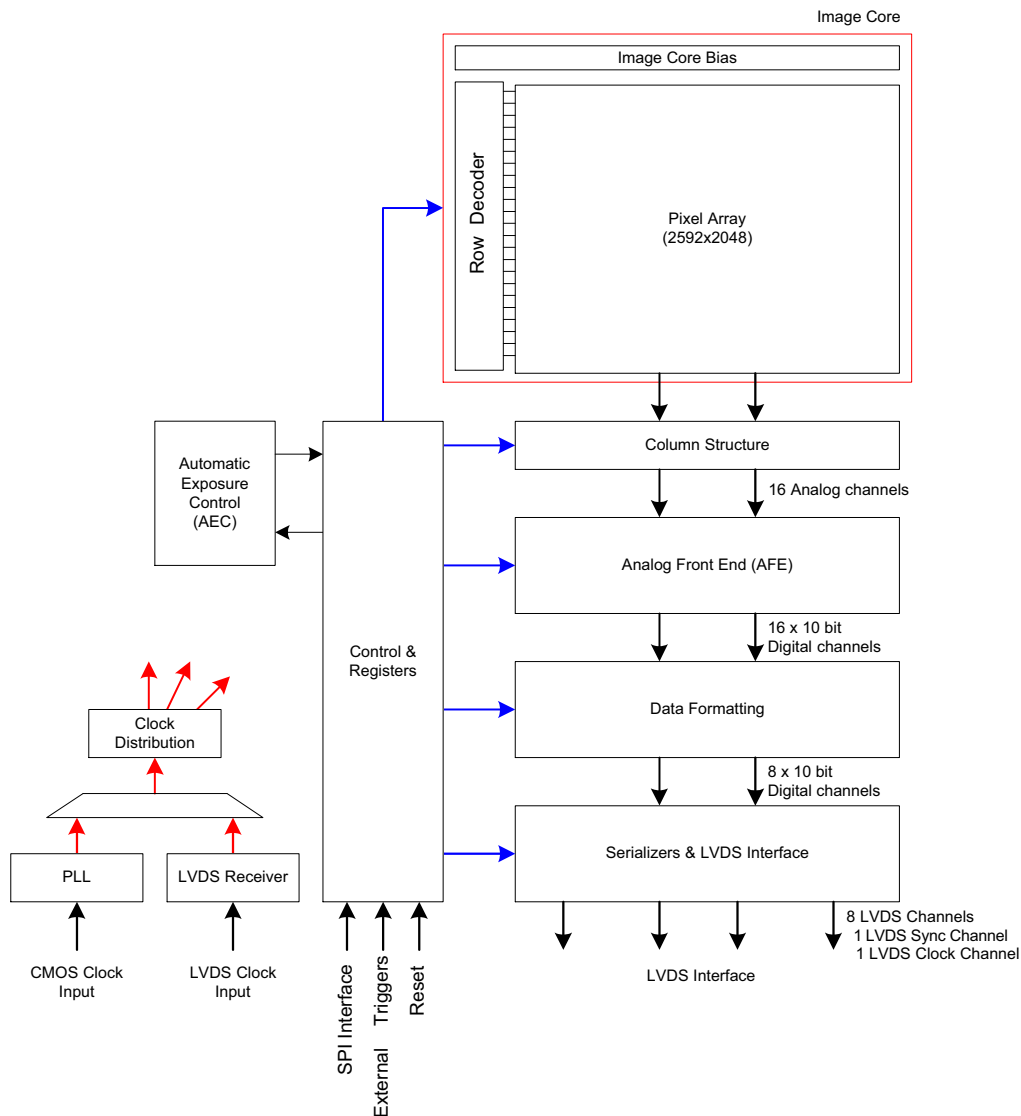 Image Core
Image Core Bias
Row Decoder
Pixel Array
(2592x2048)
Automatic
Exposure
Control
(AEC)
Column Structure
16 Analog channels
Analog Front End (AFE)
16 x 10 bit
Digital channels
Control &
Registers
Data Formatting
Clock
Distribution
8 x 10 bit
Digital channels
PLL
LVDS Receiver
Serializers & LVDS Interface
8 LVDS Channels
1 LVDS Sync Channel
1 LVDS Clock Channel
CMOS Clock
Input
LVDS Clock
Input
LVDS Interface
SPI Interface
External Triggers
Reset